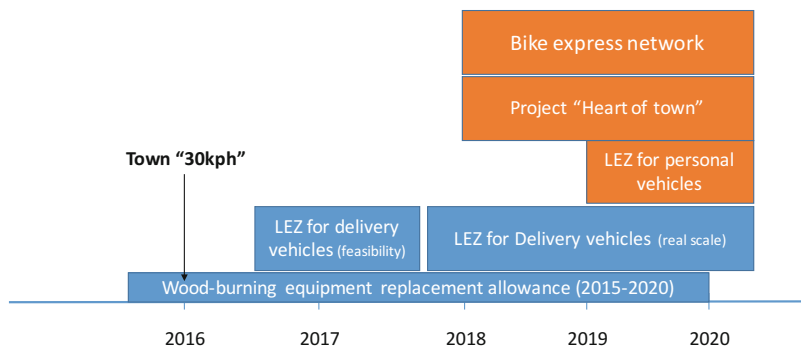 Bike express network
Project “Heart of town”
Town “30kph”
LEZ for personal
vehicles
LEZ for delivery
vehicles (feasibility)
LEZ for Delivery vehicles (real scale)
Wood-burning equipment replacement allowance (2015-2020)
2016 2017 2018 2019 2020